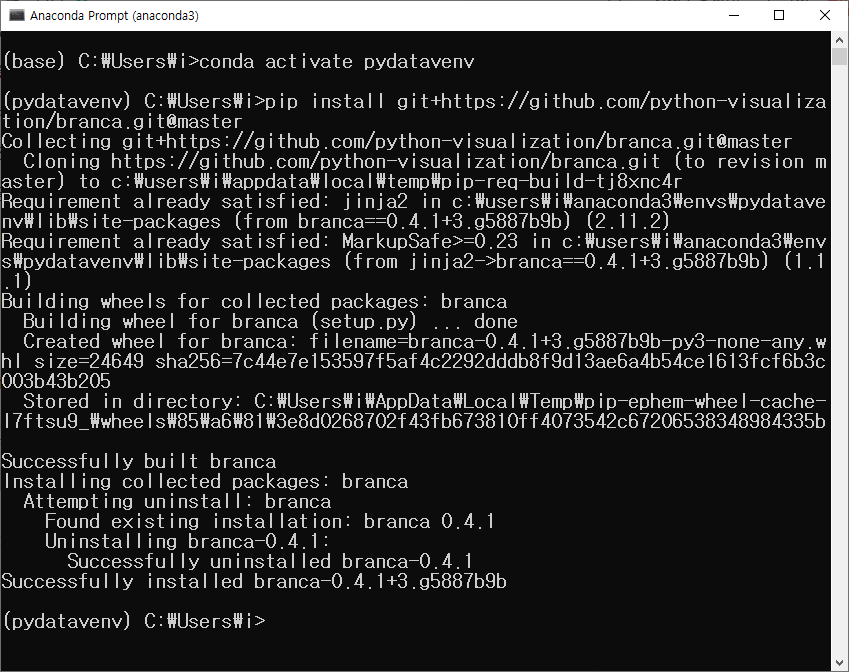 Anaconda Prompt (anaconda3)
(base) C:₩Users₩i>conda activate pydatavenv
(pydatavenv) C:₩Users₩i>pip install git+https://github.com/python-visualiza
tion/branca.git@master
Collecting git+https://github.com/python-visualization/branca.git@master
  Cloning https://github.com/python-visualization/branca.git (to revision m
aster) to c:₩users₩i₩appdata₩local₩temp₩pip-req-build-tj8xnc4r
Requirement already satisfied: jinja2 in c:₩users₩i₩anaconda3₩envs₩pydatave
nv₩lib₩site-packages (from branca==0.4.1+3.g5887b9b) (2.11.2)
Requirement already satisfied: MarkupSafe>=0.23 in c:₩users₩i₩anaconda3₩env
s₩pydatavenv₩lib₩site-packages (from jinja2->branca==0.4.1+3.g5887b9b) (1.1
.1)
Building wheels for collected packages: branca
  Building wheel for branca (setup.py) ... done
  Created wheel for branca: filename=branca-0.4.1+3.g5887b9b-py3-none-any.w
hl size=24649 sha256=7c44e7e153597f5af4c2292dddb8f9d13ae6a4b54ce1613fcf6b3c
003b43b205
  Stored in directory: C:₩Users₩i₩AppData₩Local₩Temp₩pip-ephem-wheel-cache-
l7ftsu9_₩wheels₩85₩a6₩81₩3e8d0268702f43fb673810ff4073542c67206538348984335b
Successfully built branca
Installing collected packages: branca
  Attempting uninstall: branca
    Found existing installation: branca 0.4.1
    Uninstalling branca-0.4.1:
      Successfully uninstalled branca-0.4.1
Successfully installed branca-0.4.1+3.g5887b9b
(pydatavenv) C:₩Users₩i>